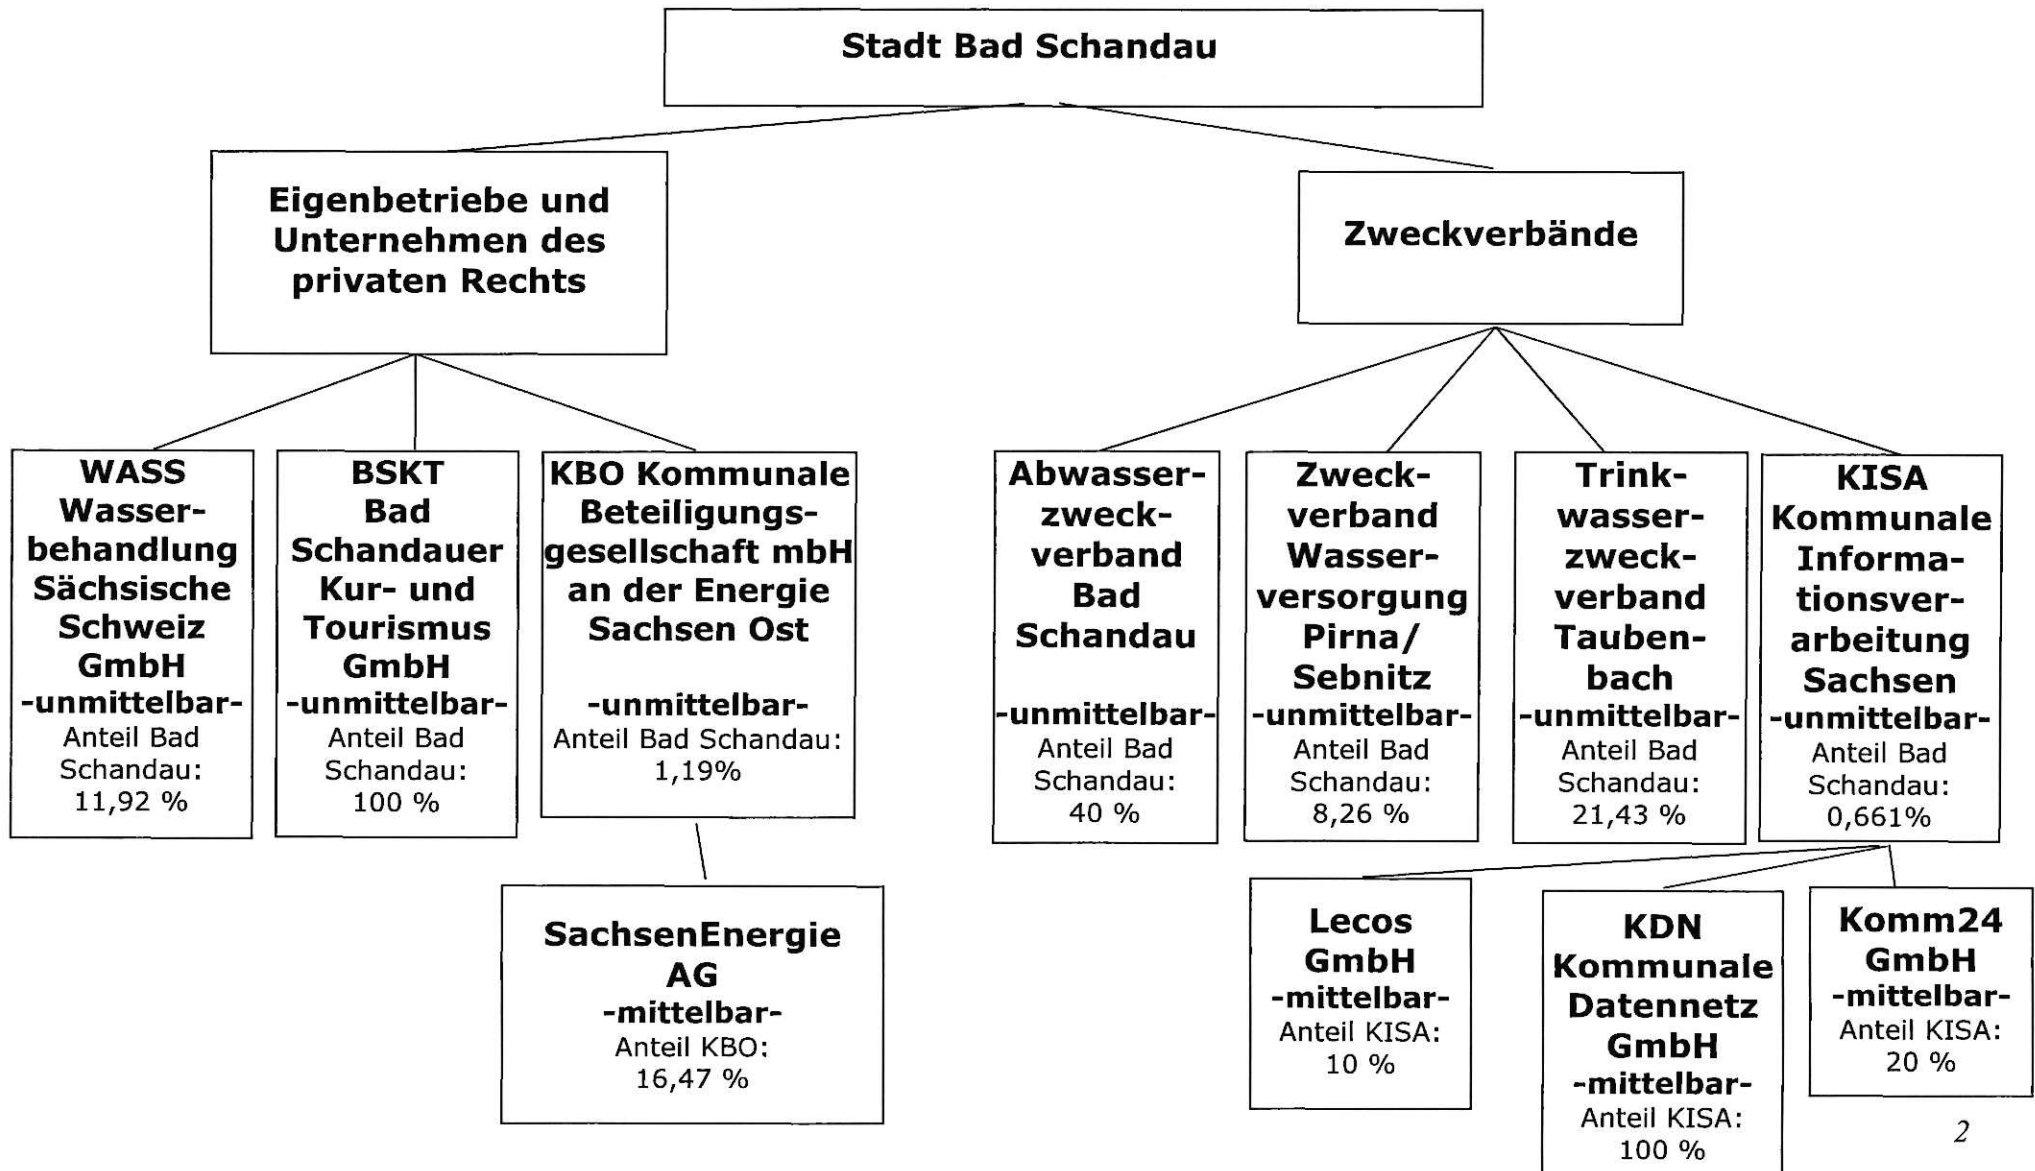 Stadt Bad Schandau
Eigenbetriebe und
Unternehmen des
privaten Rechts
Zweckverbände
WASS
Wasser-
behandlung
Sächsische
Schweiz
GmbH
-unmittelbar-
Anteil Bad
Schandau:
11,92 %
BSKT
Bad
Schandauer
Kur- und
Tourismus
GmbH
-unmittelbar-
Anteil Bad
Schandau:
100 %
KBO Kommunale
Beteiligungs-
gesellschaft mbH
an der Energie
Sachsen Ost
-unmittelbar-
Anteil Bad Schandau:
1,19%
Abwasser-
zweck-
verband
Bad
Schandau
-unmittelbar-
Anteil Bad
Schandau:
40 %
Zweck-
verband
Wasser-
versorgung
Pirna/
Sebnitz
-unmittelbar-
Anteil Bad
Schandau:
8,26 %
Trink-
wasser-
zweck-
verband
Tauben-
bach
-unmittelbar-
Anteil Bad
Schandau:
21,43 %
KISA
Kommunale
Informa-
tionsver-
arbeitung
Sachsen
-unmittelbar-
Anteil Bad
Schandau:
0,661%
SachsenEnergie
AG
-mittelbar-
Anteil KBO:
16,47 %
Lecos
GmbH
-mittelbar-
Anteil KISA:
10 %
KDN
Kommunale
Datennetz
GmbH
-mittelbar-
Anteil KISA:
100 %
Komm24
GmbH
-mittelbar-
Anteil KISA:
20 %
2